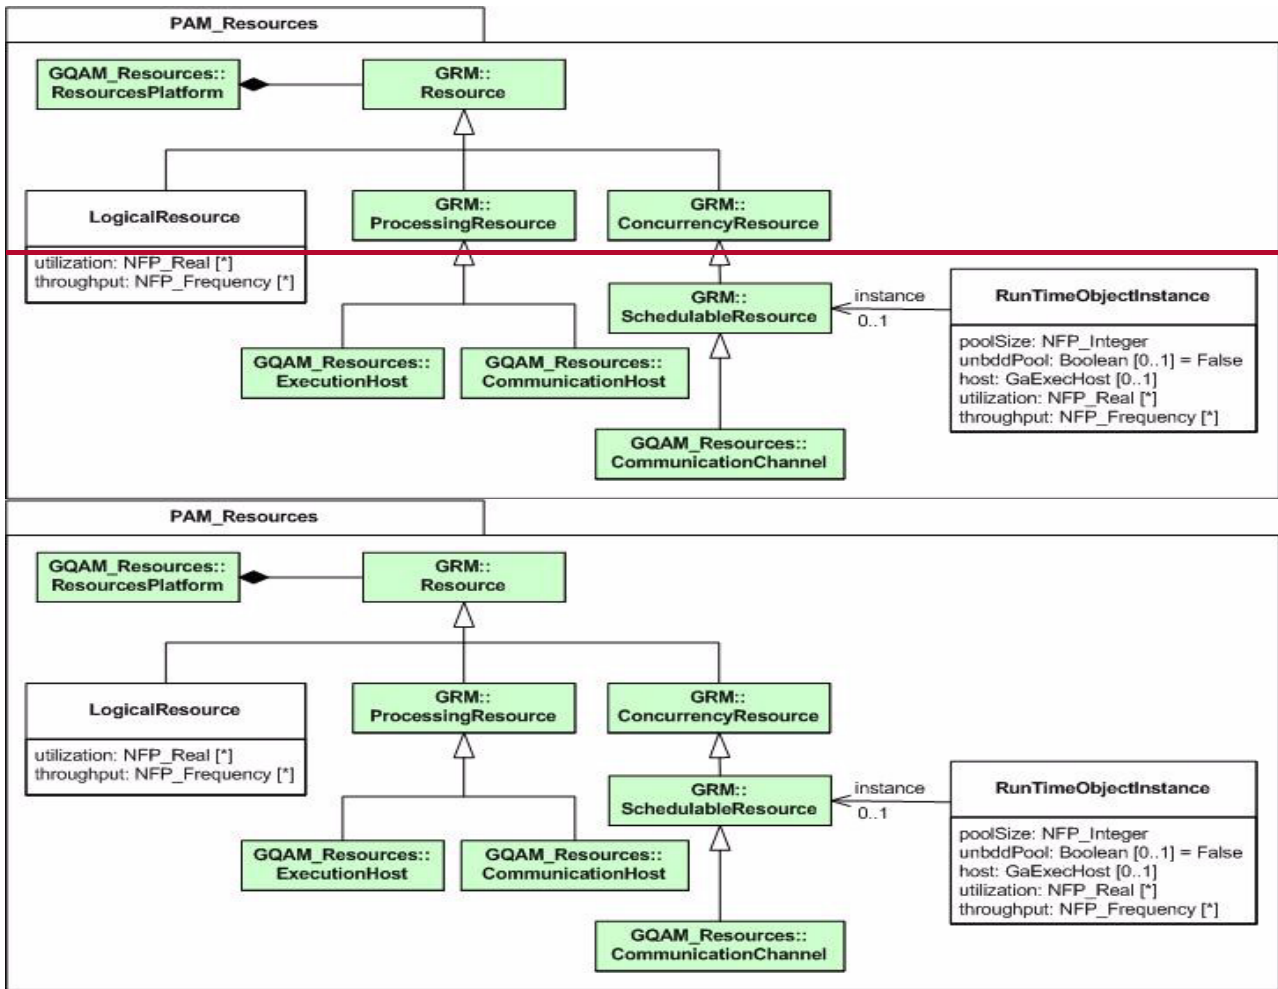 PAM_Resources
GQAM_Resources::
ResourcesPlatform
GRM::
Resource
LogicalResource
utilization: NFP_Real [*]
throughput: NFP_Frequency [*]
GRM::
ProcessingResource
GRM::
ConcurrencyResource
GRM::
SchedulableResource
instance
0..1
RunTimeObjectInstance
poolSize: NFP_Integer
unbddPool: Boolean [0..1] = False
host: GaExecHost [0..1]
utilization: NFP_Real [*]
throughput: NFP_Frequency [*]
GQAM_Resources::
ExecutionHost
GQAM_Resources::
CommunicationHost
GQAM_Resources::
CommunicationChannel
PAM_Resources
GQAM_Resources::
ResourcesPlatform
GRM::
Resource
LogicalResource
utilization: NFP_Real [*]
throughput: NFP_Frequency [*]
GRM::
ProcessingResource
GRM::
ConcurrencyResource
GRM::
SchedulableResource
instance
0..1
RunTimeObjectInstance
poolSize: NFP_Integer
unbddPool: Boolean [0..1] = False
host: GaExecHost [0..1]
utilization: NFP_Real [*]
throughput: NFP_Frequency [*]
GQAM_Resources::
ExecutionHost
GQAM_Resources::
CommunicationHost
GQAM_Resources::
CommunicationChannel